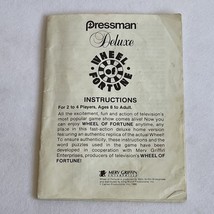 Pressman
Deluxe
WHEEL
OF
FORTUNE
INSTRUCTIONS
For 2 to 4 Players, Ages 8 to Adult.
All the excitement, fun and action of television's
most popular game show comes alive! Now you
can enjoy WHEEL OF FORTUNE anytime, any
place in this fast-action deluxe home version
featuring an authentic replica of the actual Wheel!
To ensure authenticity, these instructions and the
word puzzles used in the game have been
developed in cooperation with Merv Griffin
Enterprises, producers of television's WHEEL OF
FORTUNE!
MERV GRIFFIN
ENTERPRISES